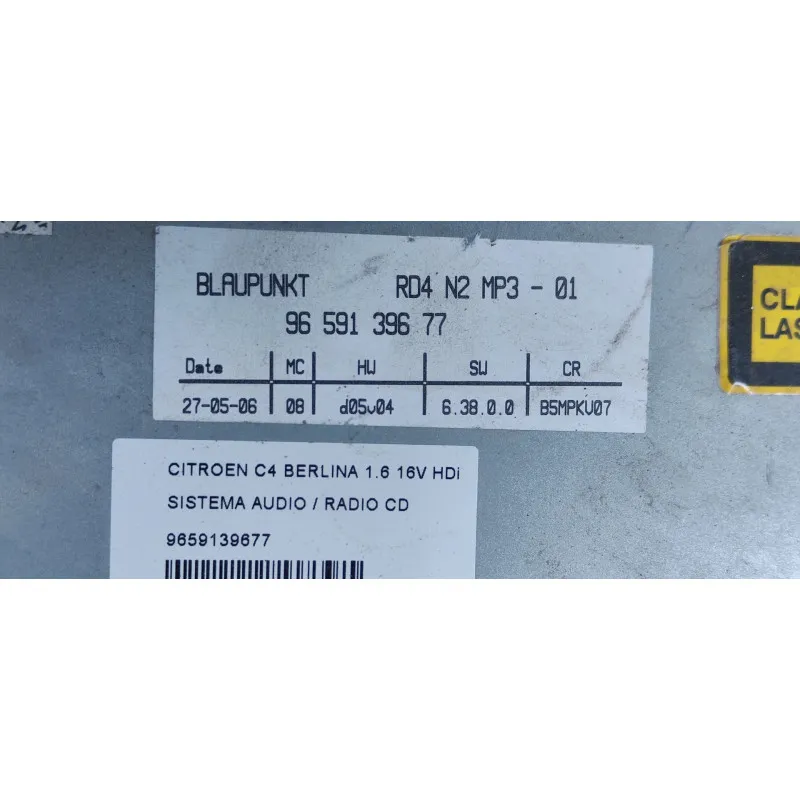 BLAUPUNKT RD4 N2 MP3 - 01
96 591 396 77
Date MC HW SW CR
27-05-06 08 d05v04 6.38.0.0 B5MPKV07
CLA
LAS
CITROEN C4 BERLINA 1.6 16V HDi
SISTEMA AUDIO / RADIO CD
9659139677